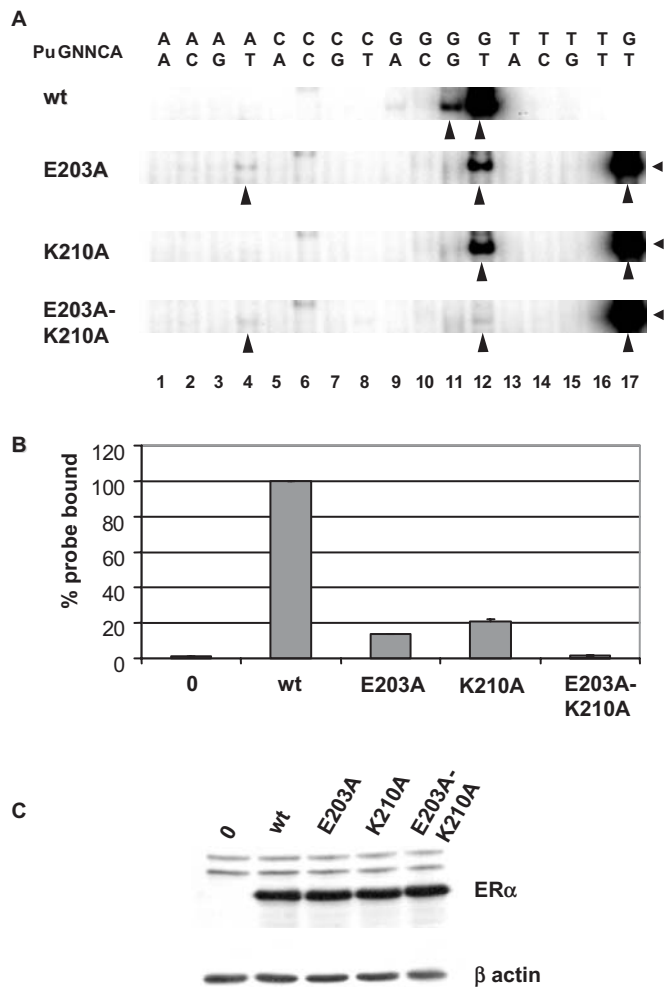 A
A A A A C C C C G G G G T T T T G
PuGNNCA A C G T A C G T A C G T A C G T T
wt
E203A
K210A
E203A-
K210A
1 2 3 4 5 6 7 8 9 10 11 12 13 14 15 16 17
B
% probe bound
120
100
80
60
40
20
0
0 wt E203A K210A E203A-
K210A
C
0 wt E203A K210A E203A-
K210A
ERα
β actin